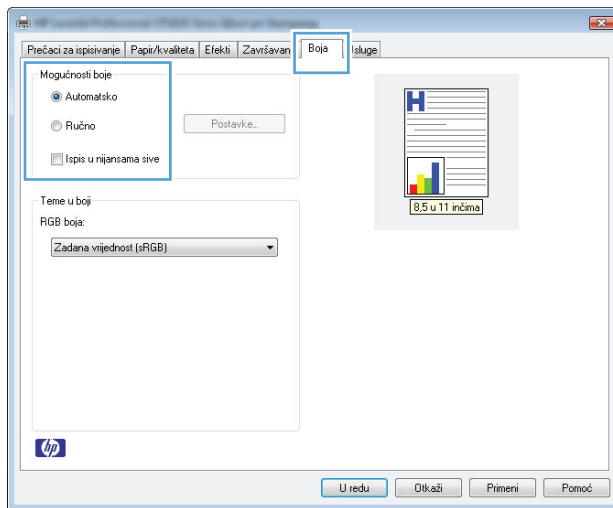 Prečaci za ispisivanje Papir/kvaliteta Efekti Završavan Boja Usluge
Mogućnosti boje
Automatsko
Ručno
Postavke...
Ispis u nijansama sive
H
8,5 u 11 inčima
Teme u boji
RGB boja:
Zadana vrijednost (sRGB)
hp
U redu Otkaži Primeni Pomoć